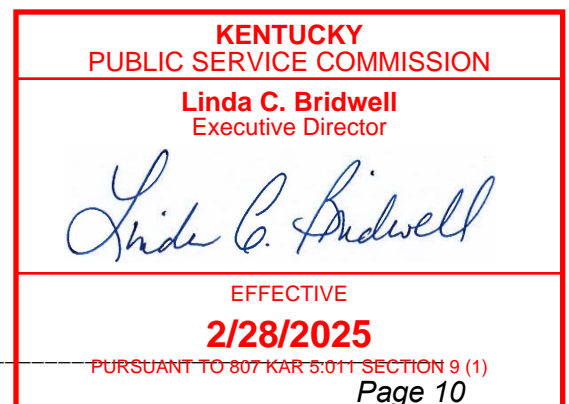 KENTUCKY
PUBLIC SERVICE COMMISSION
Linda C. Bridwell
Executive Director
Linda C. Bridwell
EFFECTIVE
2/28/2025
PURSUANT TO 807 KAR 5:011 SECTION 9 (1)
Page 10